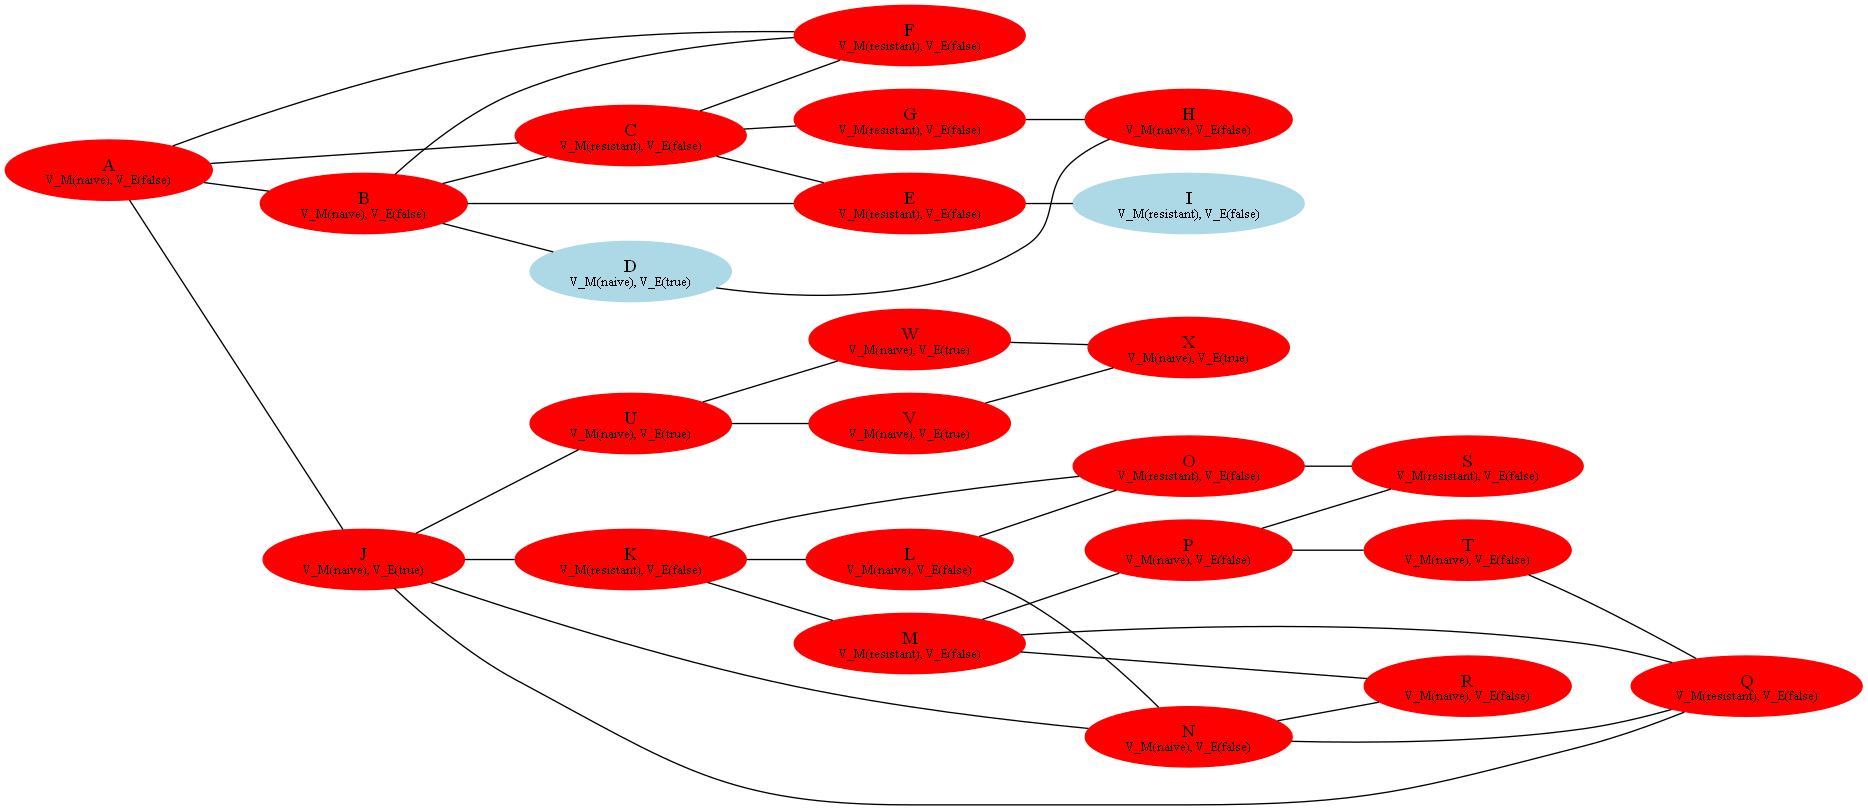 F
V_M(resistant), V_E(false)
C
V_M(resistant), V_E(false)
G
V_M(resistant), V_E(false)
H
V_M(naive), V_E(false)
A
V_M(naive), V_E(false)
B
V_M(naive), V_E(false)
E
V_M(resistant), V_E(false)
I
V_M(resistant), V_E(false)
D
V_M(naive), V_E(true)
W
V_M(naive), V_E(true)
X
V_M(naive), V_E(true)
U
V_M(naive), V_E(true)
V
V_M(naive), V_E(true)
O
V_M(resistant), V_E(false)
S
V_M(resistant), V_E(false)
J
V_M(naive), V_E(true)
K
V_M(resistant), V_E(false)
L
V_M(naive), V_E(false)
P
V_M(naive), V_E(false)
T
V_M(naive), V_E(false)
M
V_M(resistant), V_E(false)
R
V_M(naive), V_E(false)
Q
V_M(resistant), V_E(false)
N
V_M(naive), V_E(false)